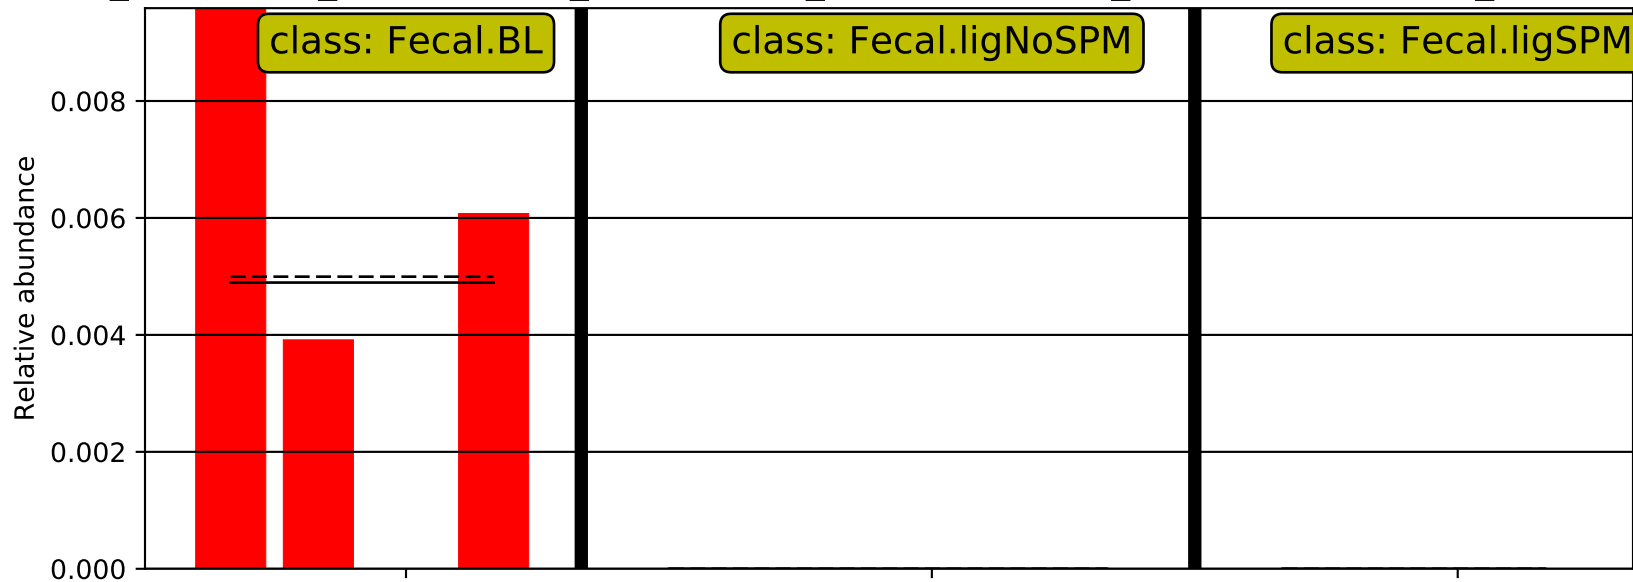 class: Fecal.BL
class: Fecal.ligNoSPM
class: Fecal.ligSPM
Relative abundance
0.008
0.006
0.004
0.002
0.000